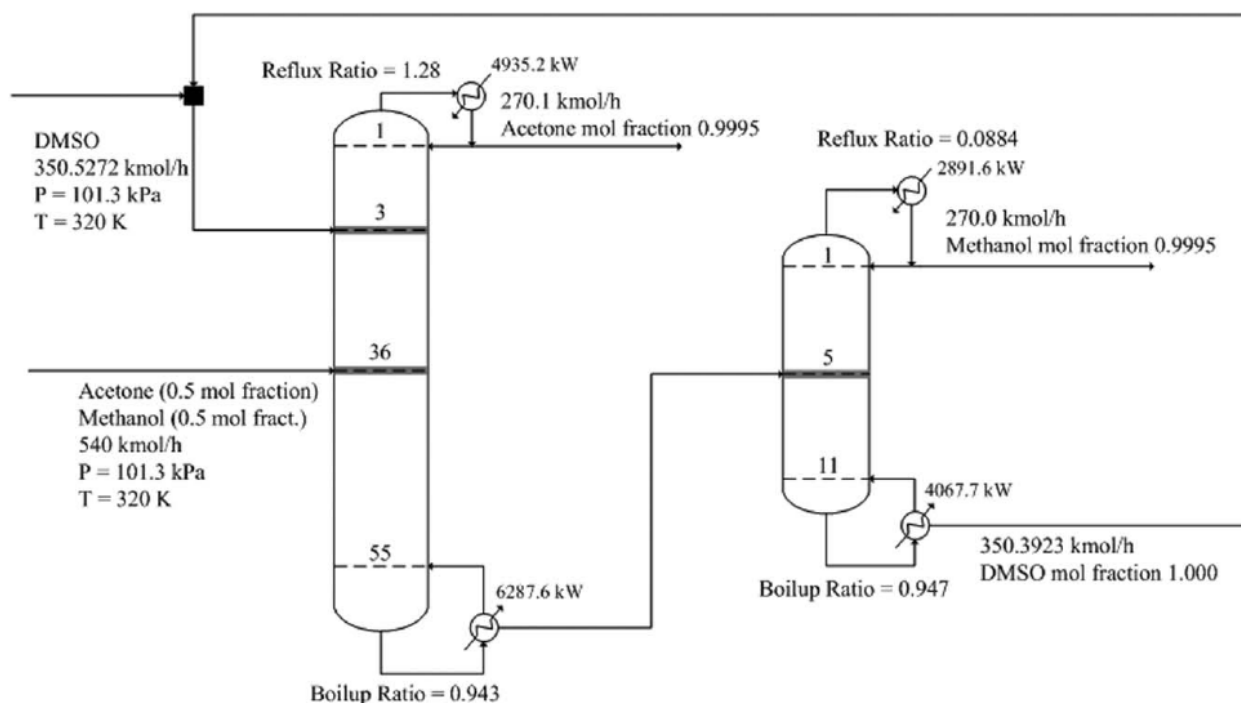 Reflux Ratio = 1.28
4935.2 kW
270.1 kmol/h
Acetone mol fraction 0.9995
1
DMSO
350.5272 kmol/h
P = 101.3 kPa
T = 320 K
3
Reflux Ratio = 0.0884
2891.6 kW
270.0 kmol/h
Methanol mol fraction 0.9995
1
36
Acetone (0.5 mol fraction)
Methanol (0.5 mol fract.)
540 kmol/h
P = 101.3 kPa
T = 320 K
5
11
4067.7 kW
350.3923 kmol/h
DMSO mol fraction 1.000
Boilup Ratio = 0.947
55
6287.6 kW
Boilup Ratio = 0.943